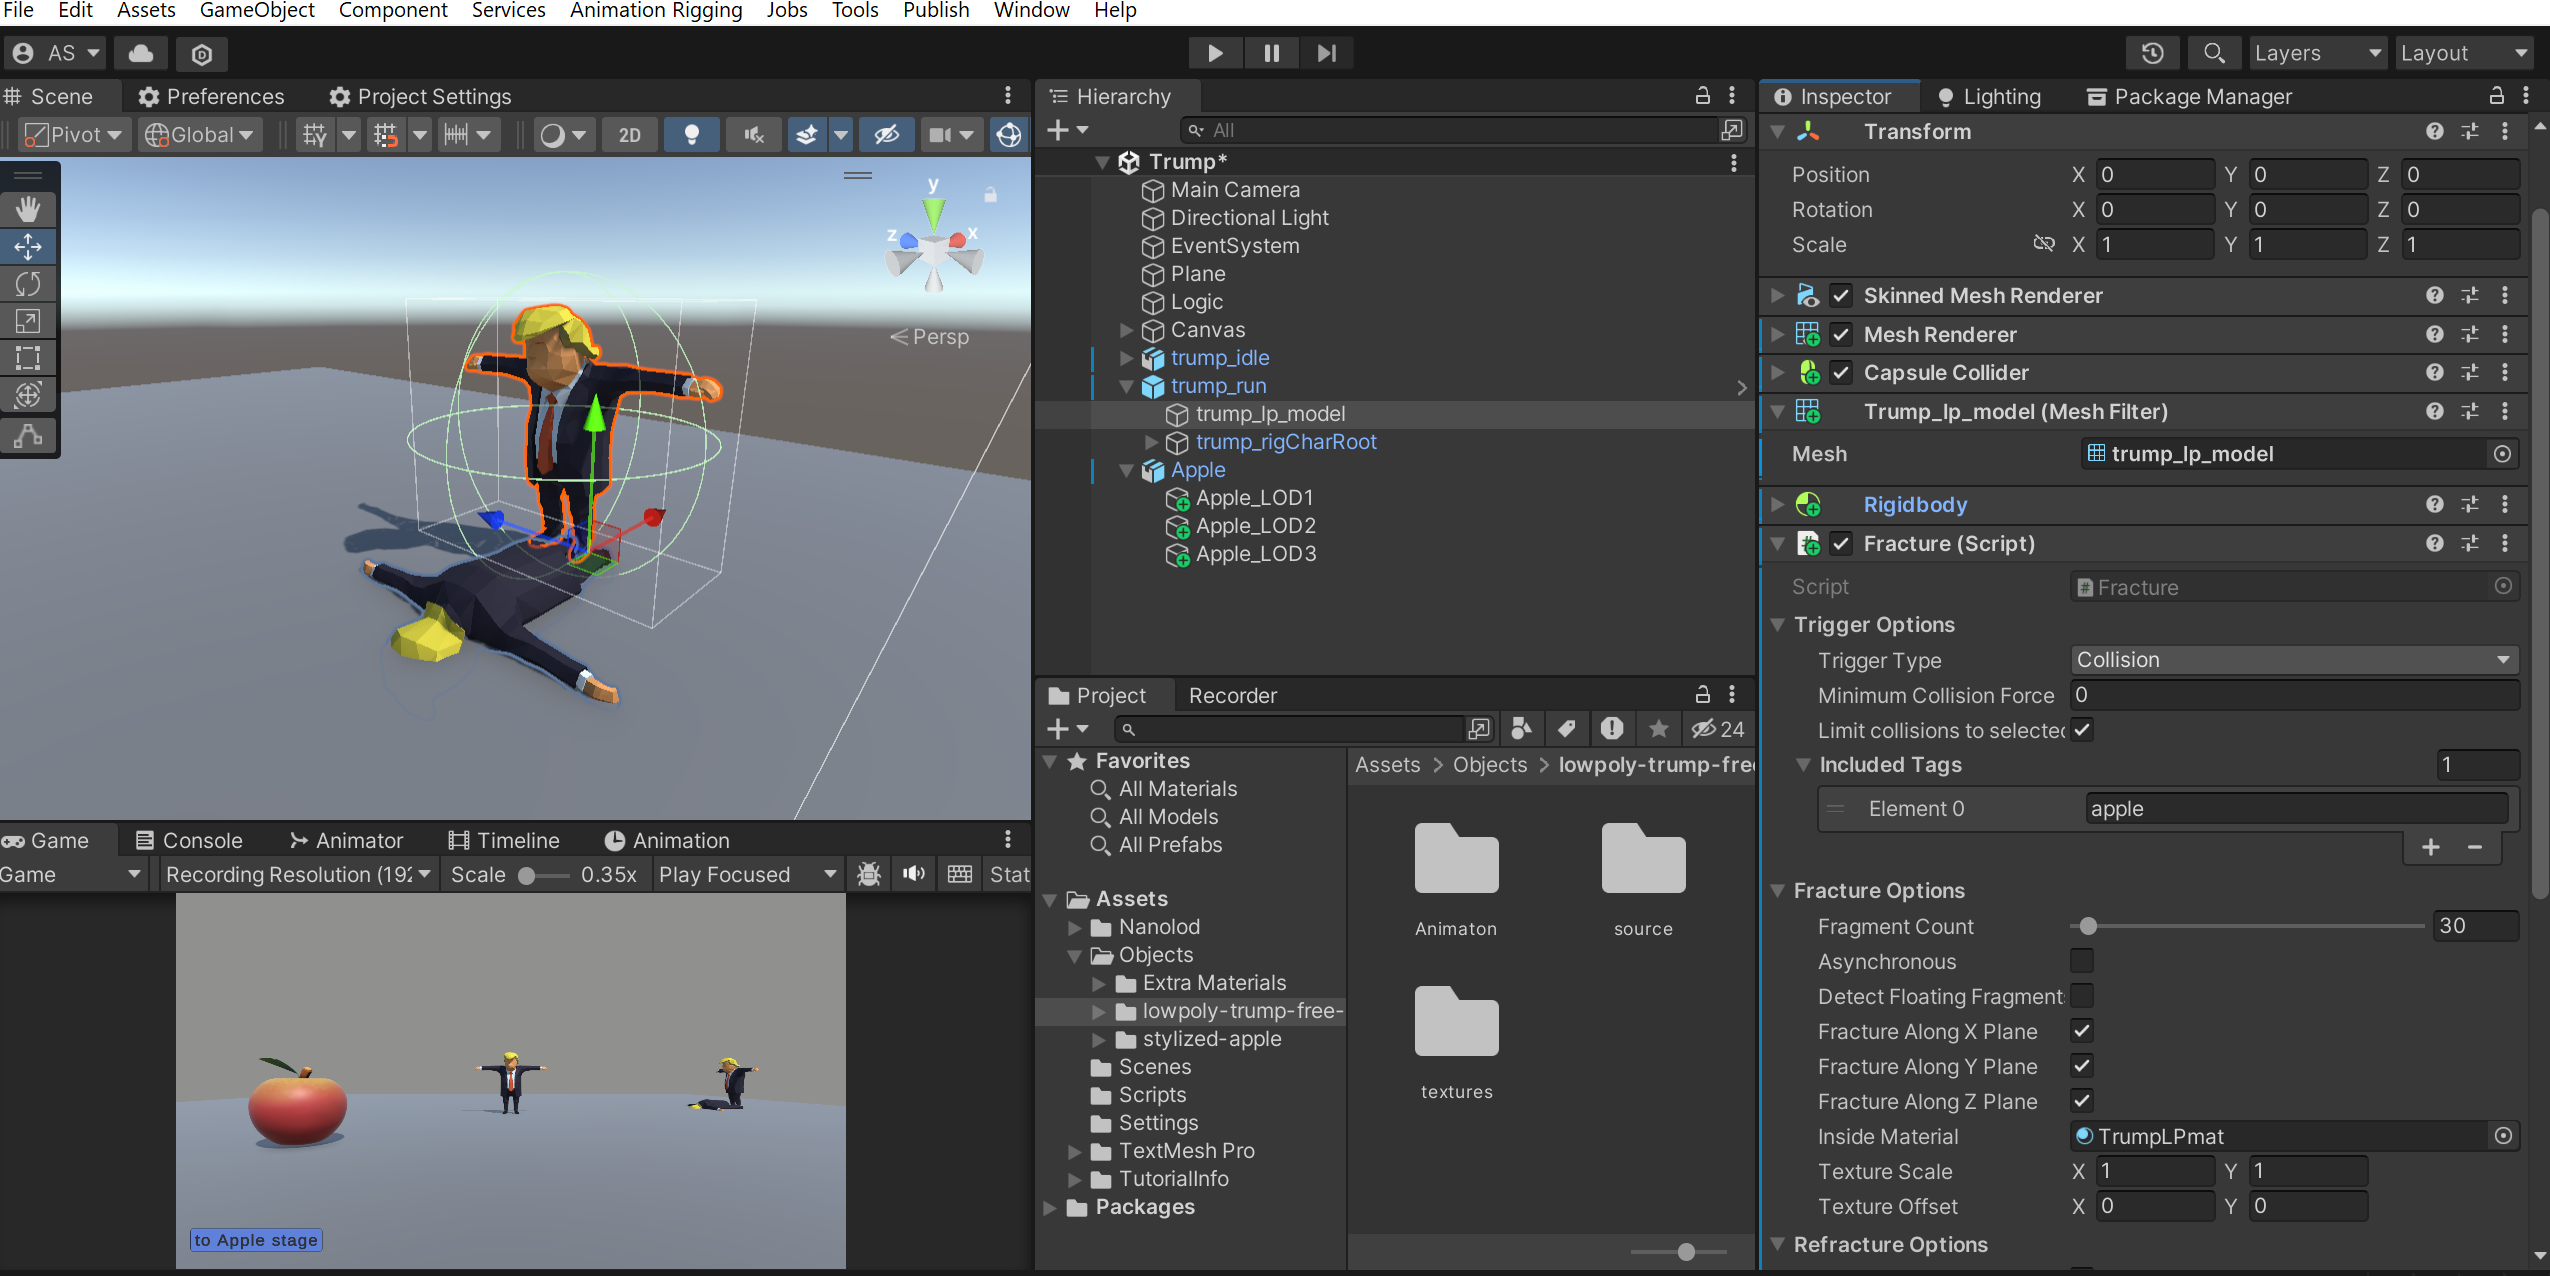 File Edit Assets GameObject Component Services Animation Rigging Jobs Tools Publish Window Help
AS
Layers Layout
Scene Preferences Project Settings
Pivot Global 2D
y
z x
Persp
Hierarchy
All
Trump*
Main Camera
Directional Light
EventSystem
Plane
Logic
Canvas
trump_idle
trump_run
trump_lp_model
trump_rigCharRoot
Apple
Apple_LOD1
Apple_LOD2
Apple_LOD3
Inspector Lighting Package Manager
Transform
Position X 0 Y 0 Z 0
Rotation X 0 Y 0 Z 0
Scale X 1 Y 1 Z 1
Skinned Mesh Renderer
Mesh Renderer
Capsule Collider
Trump_lp_model (Mesh Filter)
Mesh trump_lp_model
Rigidbody
Fracture (Script)
Script Fracture
Trigger Options
Trigger Type Collision
Minimum Collision Force 0
Limit collisions to selected
Included Tags 1
Element 0 apple
Fracture Options
Fragment Count 30
Asynchronous
Detect Floating Fragment
Fracture Along X Plane
Fracture Along Y Plane
Fracture Along Z Plane
Inside Material TrumpLPmat
Texture Scale X 1 Y 1
Texture Offset X 0 Y 0
Refracture Options
Project Recorder
24
Favorites
All Materials
All Models
All Prefabs
Assets
Nanolod
Objects
Extra Materials
lowpoly-trump-free-
stylized-apple
Scenes
Scripts
Settings
TextMesh Pro
TutorialInfo
Packages
Assets > Objects > lowpoly-trump-free
Animaton
source
textures
Game Console Animator Timeline Animation
Game Recording Resolution (192 Scale 0.35x Play Focused Stat
to Apple stage